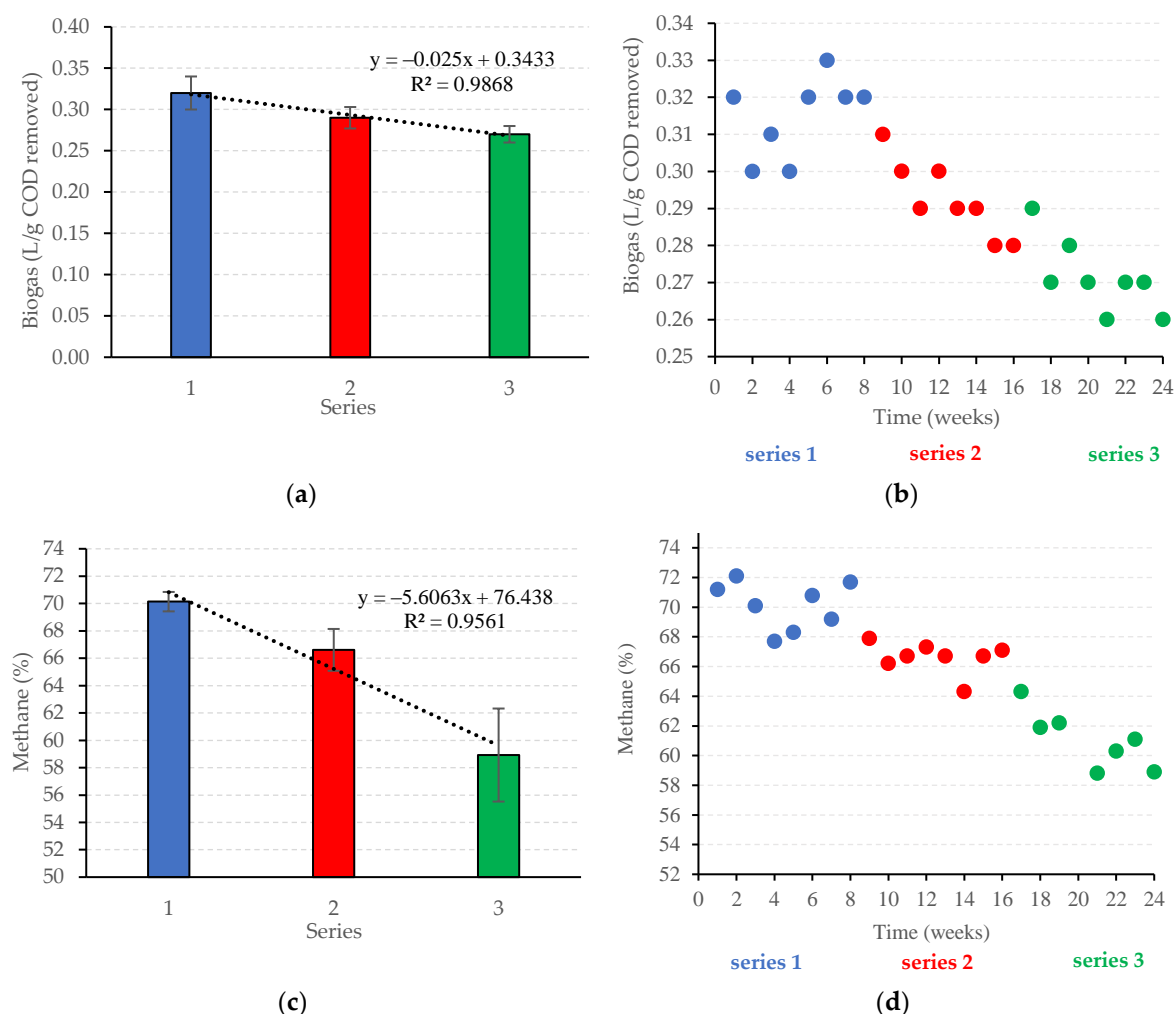 0.40
0.35
0.30
0.25
0.20
0.15
0.10
0.05
0.00
Biogas (L/g COD removed)
y = –0.025x + 0.3433
R² = 0.9868
1 2 3
Series
(a)
0.34
0.33
0.32
0.31
0.30
0.29
0.28
0.27
0.26
0.25
Biogas (L/g COD removed)
0 2 4 6 8 10 12 14 16 18 20 22 24
Time (weeks)
series 1 series 2 series 3
(b)
74
72
70
68
66
64
62
60
58
56
54
52
50
Methane (%)
y = –5.6063x + 76.438
R² = 0.9561
1 2 3
Series
(c)
74
72
70
68
66
64
62
60
58
56
54
52
Methane (%)
0 2 4 6 8 10 12 14 16 18 20 22 24
Time (weeks)
series 1 series 2 series 3
(d)